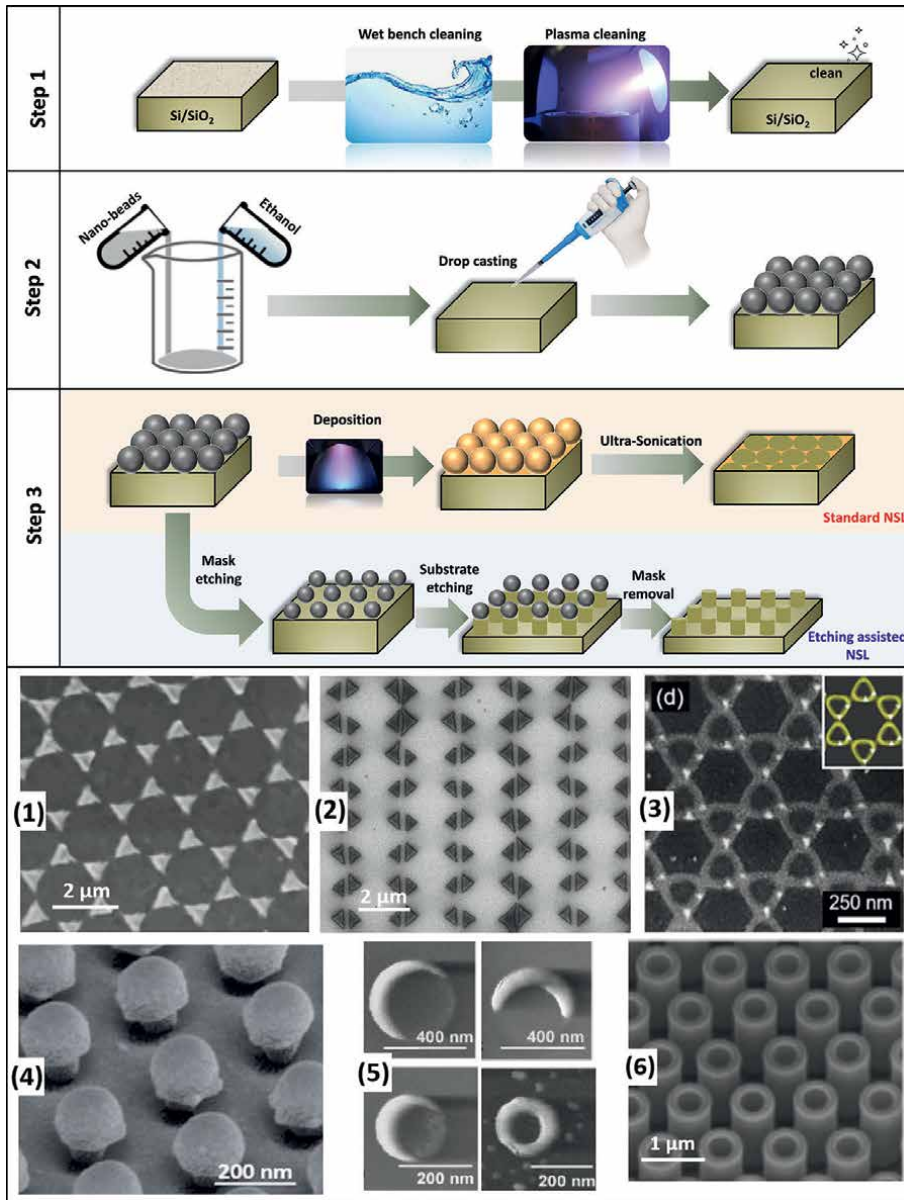 Step 1
Wet bench cleaning
Plasma cleaning
Si/SiO₂
clean
Si/SiO₂
Step 2
Nano-beads
Ethanol
Drop casting
Step 3
Deposition
Ultra-Sonication
Standard NSL
Mask
etching
Substrate
etching
Mask
removal
Etching assisted
NSL
(1)
2 μm
(2)
2 μm
(3)
(d)
250 nm
(4)
200 nm
(5)
400 nm
400 nm
200 nm
200 nm
(6)
1 μm